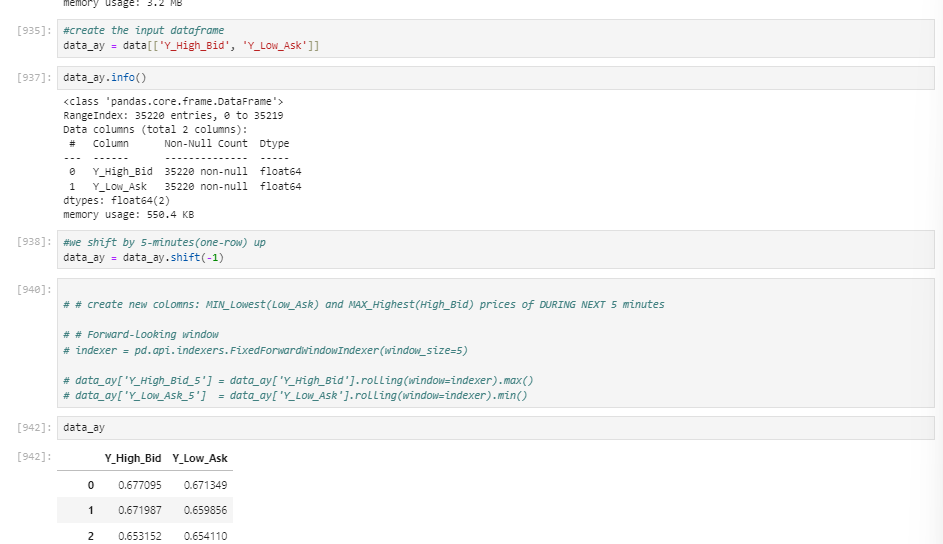 memory usage: 3.2 MB
[935]: #create the input dataframe
data_ay = data[['Y_High_Bid', 'Y_Low_Ask']]
[937]: data_ay.info()
<class 'pandas.core.frame.DataFrame'>
RangeIndex: 35220 entries, 0 to 35219
Data columns (total 2 columns):
 #   Column      Non-Null Count  Dtype
---  ------      --------------  -----
 0   Y_High_Bid  35220 non-null  float64
 1   Y_Low_Ask   35220 non-null  float64
dtypes: float64(2)
memory usage: 550.4 KB
[938]: #we shift by 5-minutes(one-row) up
data_ay = data_ay.shift(-1)
[940]:
# # create new colomns: MIN_Lowest(Low_Ask) and MAX_Highest(High_Bid) prices of DURING NEXT 5 minutes
# # Forward-Looking window
# indexer = pd.api.indexers.FixedForwardWindowIndexer(window_size=5)
# data_ay['Y_High_Bid_5'] = data_ay['Y_High_Bid'].rolling(window=indexer).max()
# data_ay['Y_Low_Ask_5']  = data_ay['Y_Low_Ask'].rolling(window=indexer).min()
[942]: data_ay
[942]: Y_High_Bid Y_Low_Ask
0 0.677095 0.671349
1 0.671987 0.659856
2 0.653152 0.654110